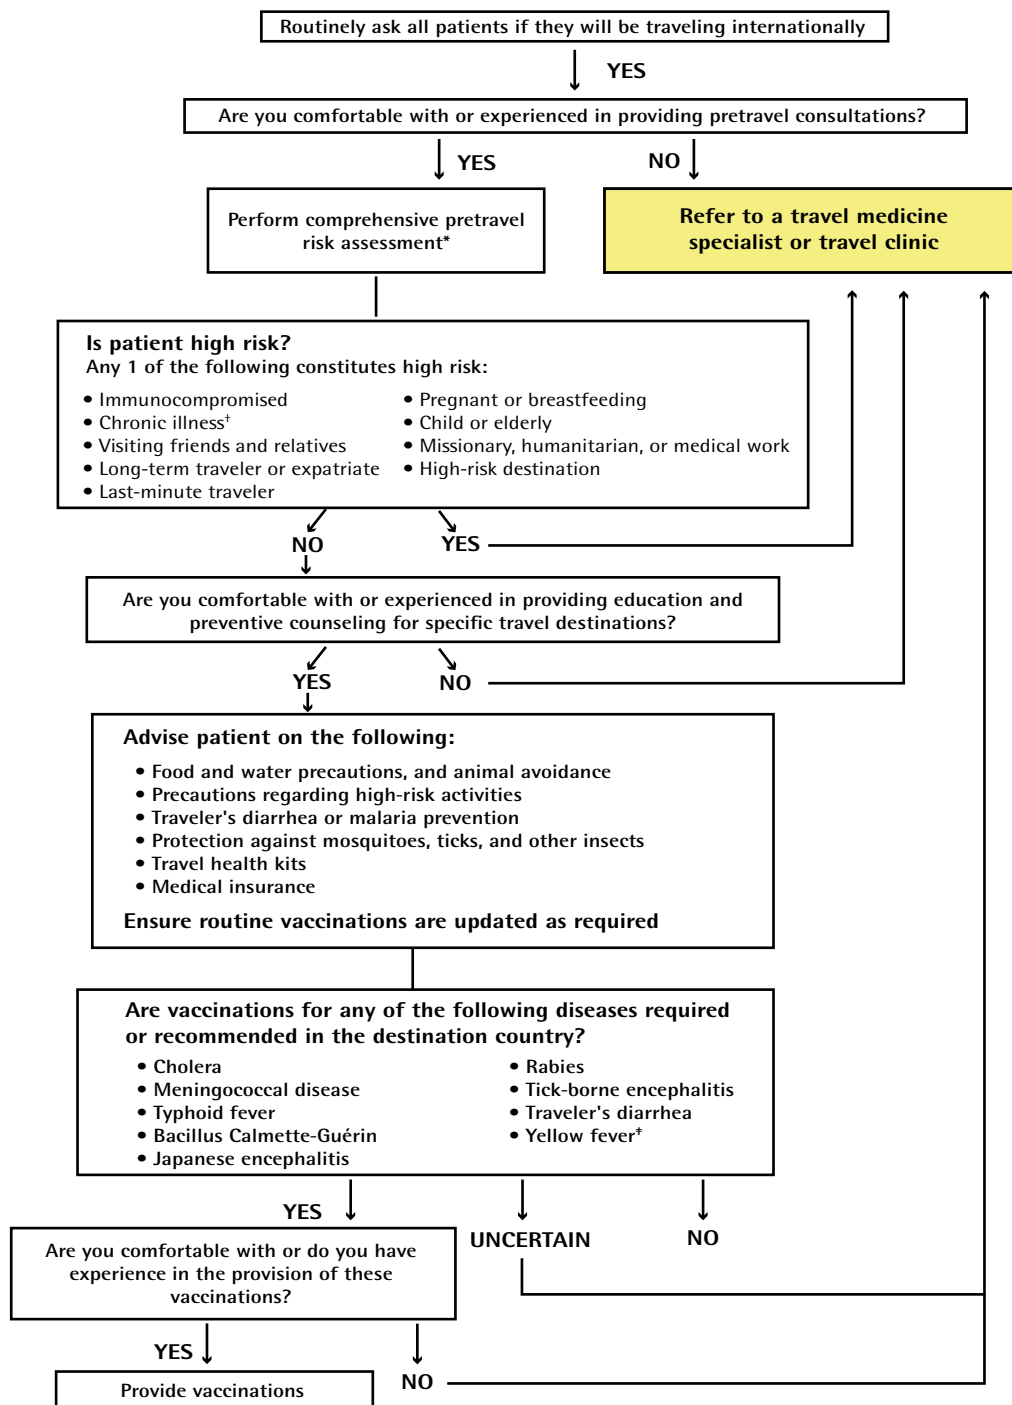 Routinely ask all patients if they will be traveling internationally
YES
Are you comfortable with or experienced in providing pretravel consultations?
YES
NO
Perform comprehensive pretravel
risk assessment*
Refer to a travel medicine
specialist or travel clinic
Is patient high risk?
Any 1 of the following constitutes high risk:
• Immunocompromised
• Chronic illness†
• Visiting friends and relatives
• Long-term traveler or expatriate
• Last-minute traveler
• Pregnant or breastfeeding
• Child or elderly
• Missionary, humanitarian, or medical work
• High-risk destination
NO
YES
Are you comfortable with or experienced in providing education and
preventive counseling for specific travel destinations?
YES
NO
Advise patient on the following:
• Food and water precautions, and animal avoidance
• Precautions regarding high-risk activities
• Traveler's diarrhea or malaria prevention
• Protection against mosquitoes, ticks, and other insects
• Travel health kits
• Medical insurance
Ensure routine vaccinations are updated as required
Are vaccinations for any of the following diseases required
or recommended in the destination country?
• Cholera
• Meningococcal disease
• Typhoid fever
• Bacillus Calmette-Guérin
• Japanese encephalitis
• Rabies
• Tick-borne encephalitis
• Traveler's diarrhea
• Yellow fever‡
YES
UNCERTAIN
NO
Are you comfortable with or do you have
experience in the provision of these
vaccinations?
YES
NO
Provide vaccinations